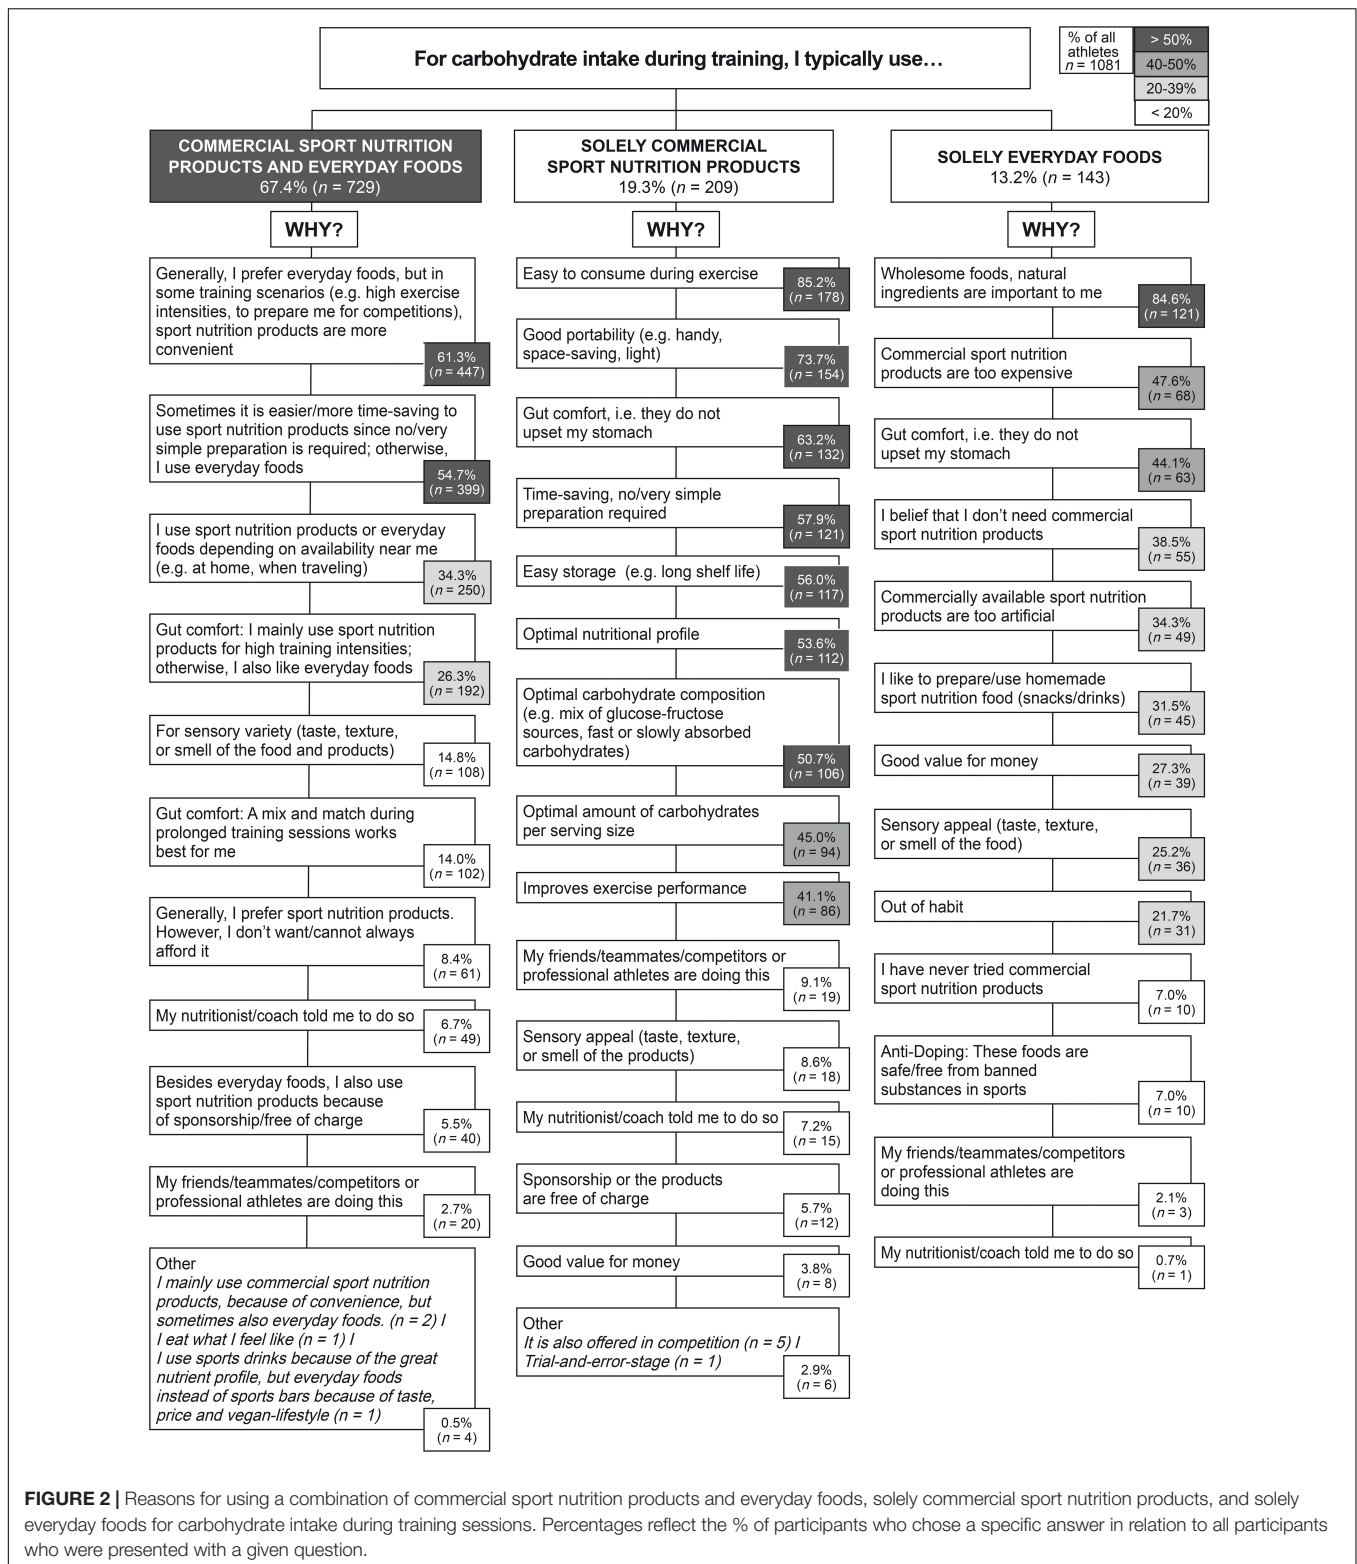 For carbohydrate intake during training, I typically use…
% of all
athletes
n = 1081
> 50%
40-50%
20-39%
< 20%
COMMERCIAL SPORT NUTRITION
PRODUCTS AND EVERYDAY FOODS
67.4% (n = 729)
WHY?
Generally, I prefer everyday foods, but in
some training scenarios (e.g. high exercise
intensities, to prepare me for competitions),
sport nutrition products are more
convenient
61.3%
(n = 447)
Sometimes it is easier/more time-saving to
use sport nutrition products since no/very
simple preparation is required; otherwise,
I use everyday foods
54.7%
(n = 399)
I use sport nutrition products or everyday
foods depending on availability near me
(e.g. at home, when traveling)
34.3%
(n = 250)
Gut comfort: I mainly use sport nutrition
products for high training intensities;
otherwise, I also like everyday foods
26.3%
(n = 192)
For sensory variety (taste, texture,
or smell of the food and products)
14.8%
(n = 108)
Gut comfort: A mix and match during
prolonged training sessions works
best for me
14.0%
(n = 102)
Generally, I prefer sport nutrition products.
However, I don’t want/cannot always
afford it
8.4%
(n = 61)
My nutritionist/coach told me to do so
6.7%
(n = 49)
Besides everyday foods, I also use
sport nutrition products because
of sponsorship/free of charge
5.5%
(n = 40)
My friends/teammates/competitors or
professional athletes are doing this
2.7%
(n = 20)
Other
I mainly use commercial sport nutrition
products, because of convenience, but
sometimes also everyday foods. (n = 2) I
I eat what I feel like (n = 1) I
I use sports drinks because of the great
nutrient profile, but everyday foods
instead of sports bars because of taste,
price and vegan-lifestyle (n = 1)
0.5%
(n = 4)
SOLELY COMMERCIAL
SPORT NUTRITION PRODUCTS
19.3% (n = 209)
WHY?
Easy to consume during exercise
85.2%
(n = 178)
Good portability (e.g. handy,
space-saving, light)
73.7%
(n = 154)
Gut comfort, i.e. they do not
upset my stomach
63.2%
(n = 132)
Time-saving, no/very simple
preparation required
57.9%
(n = 121)
Easy storage (e.g. long shelf life)
56.0%
(n = 117)
Optimal nutritional profile
53.6%
(n = 112)
Optimal carbohydrate composition
(e.g. mix of glucose-fructose
sources, fast or slowly absorbed
carbohydrates)
50.7%
(n = 106)
Optimal amount of carbohydrates
per serving size
45.0%
(n = 94)
Improves exercise performance
41.1%
(n = 86)
My friends/teammates/competitors or
professional athletes are doing this
9.1%
(n = 19)
Sensory appeal (taste, texture,
or smell of the products)
8.6%
(n = 18)
My nutritionist/coach told me to do so
7.2%
(n = 15)
Sponsorship or the products
are free of charge
5.7%
(n =12)
Good value for money
3.8%
(n = 8)
Other
It is also offered in competition (n = 5) I
Trial-and-error-stage (n = 1)
2.9%
(n = 6)
SOLELY EVERYDAY FOODS
13.2% (n = 143)
WHY?
Wholesome foods, natural
ingredients are important to me
84.6%
(n = 121)
Commercial sport nutrition
products are too expensive
47.6%
(n = 68)
Gut comfort, i.e. they do not
upset my stomach
44.1%
(n = 63)
I belief that I don’t need commercial
sport nutrition products
38.5%
(n = 55)
Commercially available sport nutrition
products are too artificial
34.3%
(n = 49)
I like to prepare/use homemade
sport nutrition food (snacks/drinks)
31.5%
(n = 45)
Good value for money
27.3%
(n = 39)
Sensory appeal (taste, texture,
or smell of the food)
25.2%
(n = 36)
Out of habit
21.7%
(n = 31)
I have never tried commercial
sport nutrition products
7.0%
(n = 10)
Anti-Doping: These foods are
safe/free from banned
substances in sports
7.0%
(n = 10)
My friends/teammates/competitors
or professional athletes are
doing this
2.1%
(n = 3)
My nutritionist/coach told me to do so
0.7%
(n = 1)
FIGURE 2 | Reasons for using a combination of commercial sport nutrition products and everyday foods, solely commercial sport nutrition products, and solely
everyday foods for carbohydrate intake during training sessions. Percentages reflect the % of participants who chose a specific answer in relation to all participants
who were presented with a given question.